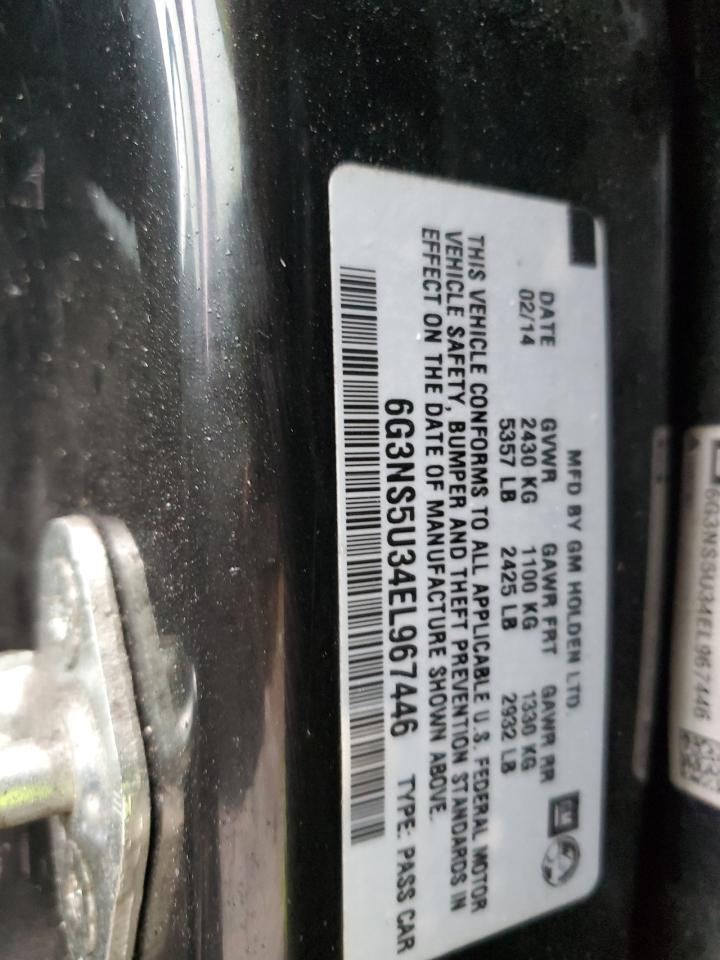 MFD BY GM HOLDEN LTD.
DATE GVWR GAWR FRT GAWR RR
02/14 2430 KG 1100 KG 1330 KG
5357 LB 2425 LB 2932 LB
THIS VEHICLE CONFORMS TO ALL APPLICABLE U.S. FEDERAL MOTOR
VEHICLE SAFETY, BUMPER AND THEFT PREVENTION STANDARDS IN
EFFECT ON THE DATE OF MANUFACTURE SHOWN ABOVE.
6G3NS5U34EL967446 TYPE: PASS CAR
GM
6G3NS5U34EL967446